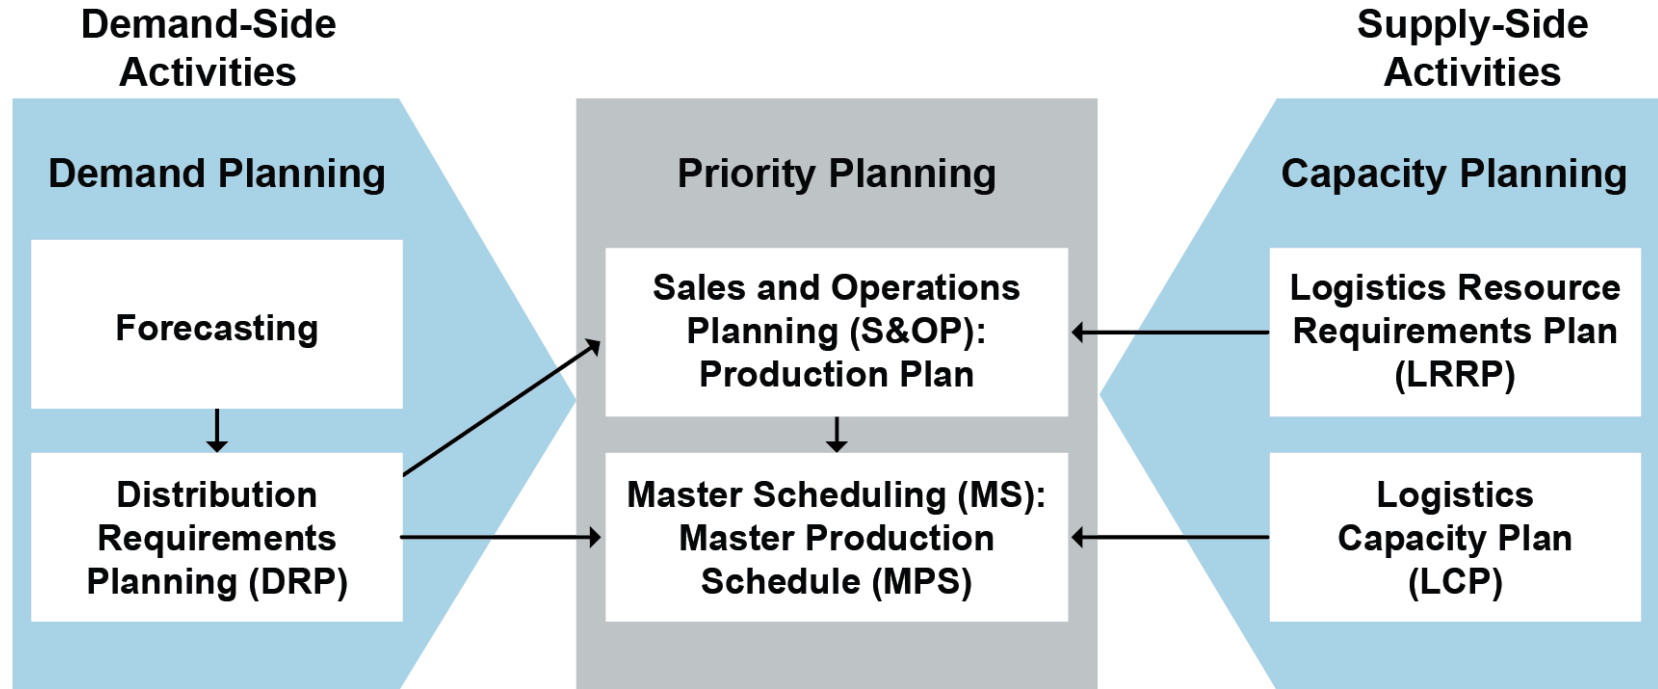 Demand-Side
Activities
Supply-Side
Activities
Demand Planning
Forecasting
Distribution
Requirements
Planning (DRP)
Priority Planning
Sales and Operations
Planning (S&OP):
Production Plan
Master Scheduling (MS):
Master Production
Schedule (MPS)
Capacity Planning
Logistics Resource
Requirements Plan
(LRRP)
Logistics
Capacity Plan
(LCP)